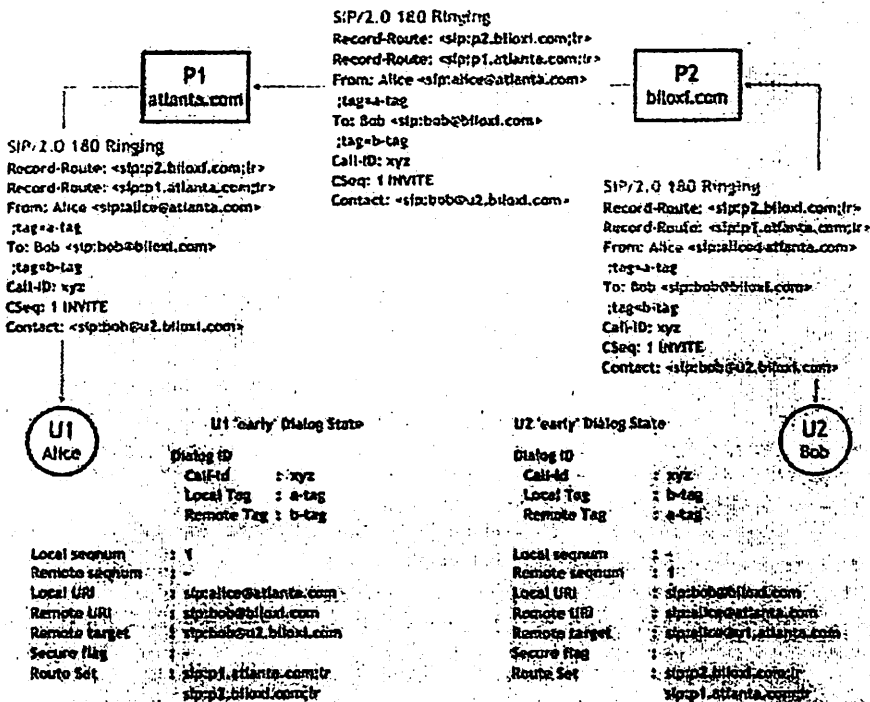 SIP/2.0 180 Ringing
Record-Route: <sip:p2.biloxi.com;lr>
Record-Route: <sip:p1.atlanta.com;lr>
From: Alice <sip:alice@atlanta.com>
;tag=a-tag
To: Bob <sip:bob@biloxi.com>
;tag=b-tag
Call-ID: xyz
CSeq: 1 INVITE
Contact: <sip:bob@u2.biloxi.com>
P1
atlanta.com
P2
biloxi.com
SIP/2.0 180 Ringing
Record-Route: <sip:p2.biloxi.com;lr>
Record-Route: <sip:p1.atlanta.com;lr>
From: Alice <sip:alice@atlanta.com>
;tag=a-tag
To: Bob <sip:bob@biloxi.com>
;tag=b-tag
Call-ID: xyz
CSeq: 1 INVITE
Contact: <sip:bob@u2.biloxi.com>
SIP/2.0 180 Ringing
Record-Route: <sip:p2.biloxi.com;lr>
Record-Route: <sip:p1.atlanta.com;lr>
From: Alice <sip:alice@atlanta.com>
;tag=a-tag
To: Bob <sip:bob@biloxi.com>
;tag=b-tag
Call-ID: xyz
CSeq: 1 INVITE
Contact: <sip:bob@u2.biloxi.com>
U1
Alice
U1 'early' Dialog State
Dialog ID
Call-Id : xyz
Local Tag : a-tag
Remote Tag : b-tag
Local seqnum : 1
Remote seqnum : -
Local URI : sip:alice@atlanta.com
Remote URI : sip:bob@biloxi.com
Remote target : sip:bob@u2.biloxi.com
Secure flag : -
Route Set : sip:p1.atlanta.com;lr
sip:p2.biloxi.com;lr
U2 'early' Dialog State
Dialog ID
Call-Id : xyz
Local Tag : b-tag
Remote Tag : a-tag
Local seqnum : -
Remote seqnum : 1
Local URI : sip:bob@biloxi.com
Remote URI : sip:alice@atlanta.com
Remote target : sip:alice@u1.atlanta.com
Secure flag : -
Route Set : sip:p2.biloxi.com;lr
sip:p1.atlanta.com;lr
U2
Bob